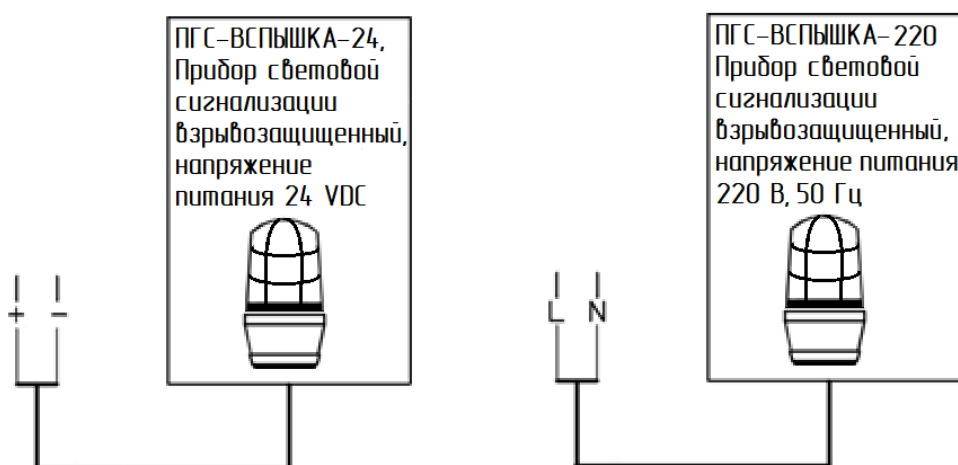 ПГС-ВСПЫШКА-24,
Прибор световой
сигнализации
взрывозащищенный,
напряжение
питания 24 VDC
+ -
ПГС-ВСПЫШКА-220
Прибор световой
сигнализации
взрывозащищенный,
напряжение питания
220 В, 50 Гц
L N